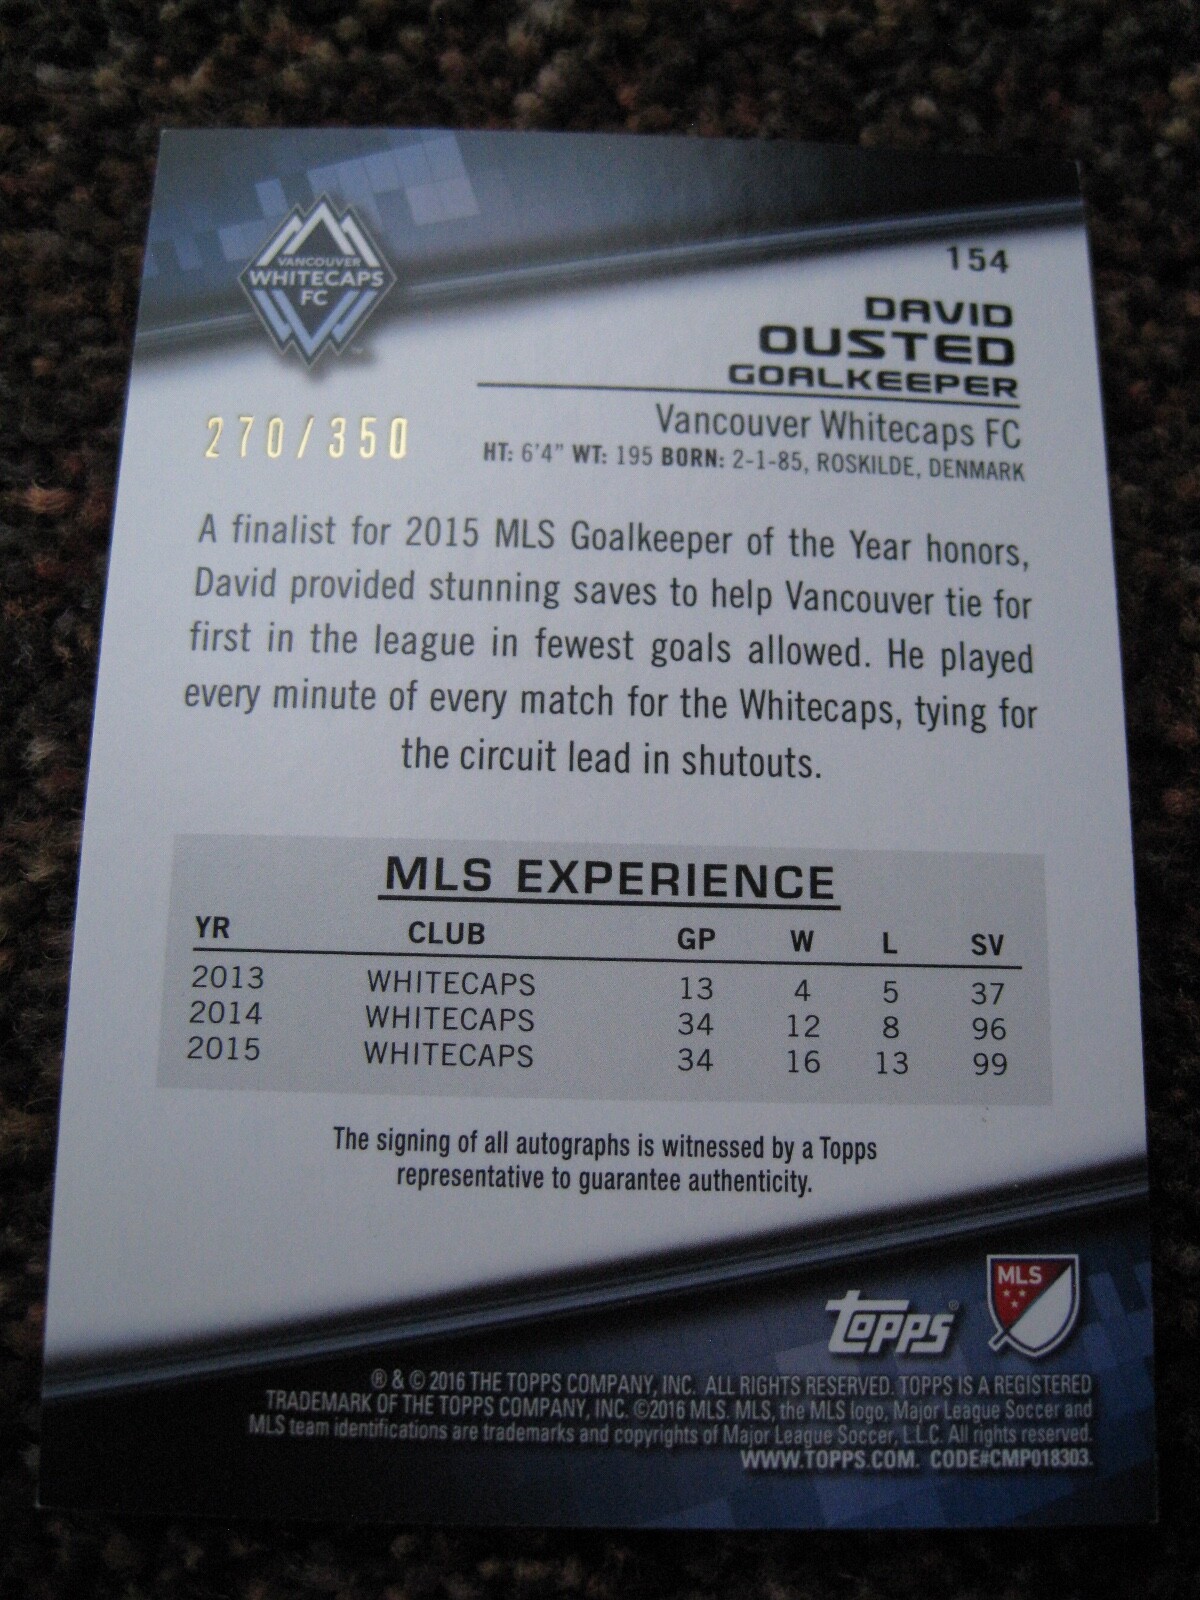 VANCOUVER
WHITECAPS
FC
™
154
DAVID
OUSTED
GOALKEEPER
Vancouver Whitecaps FC
HT: 6'4" WT: 195 BORN: 2-1-85, ROSKILDE, DENMARK
270/350
A finalist for 2015 MLS Goalkeeper of the Year honors,
David provided stunning saves to help Vancouver tie for
first in the league in fewest goals allowed. He played
every minute of every match for the Whitecaps, tying for
the circuit lead in shutouts.
MLS EXPERIENCE
YR CLUB GP W L SV
2013 WHITECAPS 13 4 5 37
2014 WHITECAPS 34 12 8 96
2015 WHITECAPS 34 16 13 99
The signing of all autographs is witnessed by a Topps
representative to guarantee authenticity.
MLS
Topps®
® & © 2016 THE TOPPS COMPANY, INC. ALL RIGHTS RESERVED. TOPPS IS A REGISTERED
TRADEMARK OF THE TOPPS COMPANY, INC. ©2016 MLS. MLS, the MLS logo, Major League Soccer and
MLS team identifications are trademarks and copyrights of Major League Soccer, L.L.C. All rights reserved.
WWW.TOPPS.COM. CODE#CMP018303.